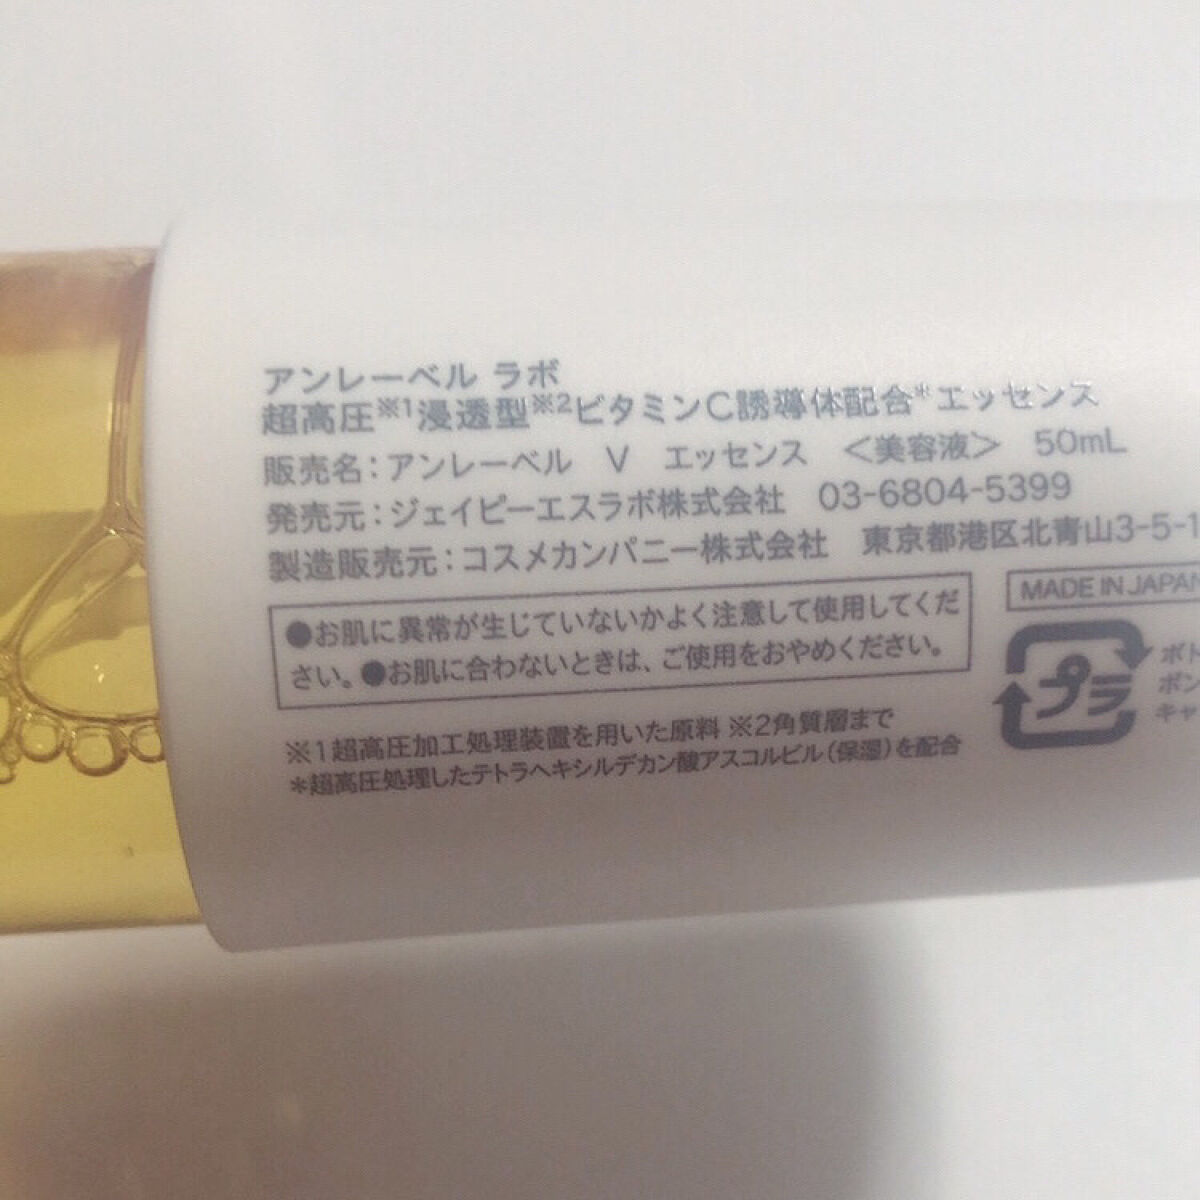 アンレーベル ラボ
超高圧※1浸透型※2ビタミンC誘導体配合*エッセンス
販売名：アンレーベル V エッセンス ＜美容液＞ 50mL
発売元：ジェイピーエスラボ株式会社 03-6804-5399
製造販売元：コスメカンパニー株式会社 東京都港区北青山3-5-1
MADE IN JAPAN
●お肌に異常が生じていないかよく注意して使用してくだ
さい。●お肌に合わないときは、ご使用をおやめください。
プラ
ボト
ポン
キャ
※1超高圧加工処理装置を用いた原料 ※2角質層まで
*超高圧処理したテトラヘキシルデカン酸アスコルビル（保湿）を配合